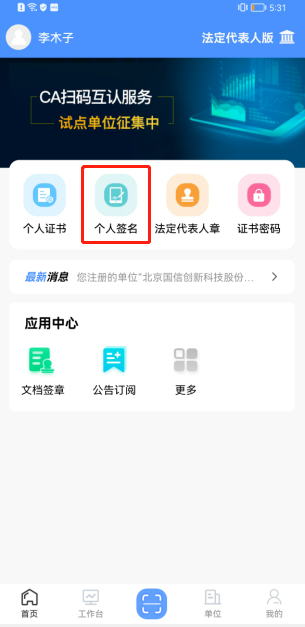 5:31
李木子
法定代表人版
CA扫码互认服务
试点单位征集中
个人证书
个人签名
法定代表人章
证书密码
最新消息 您注册的单位"北京国信创新科技股份...
应用中心
文档签章
公告订阅
更多
首页
工作台
单位
我的